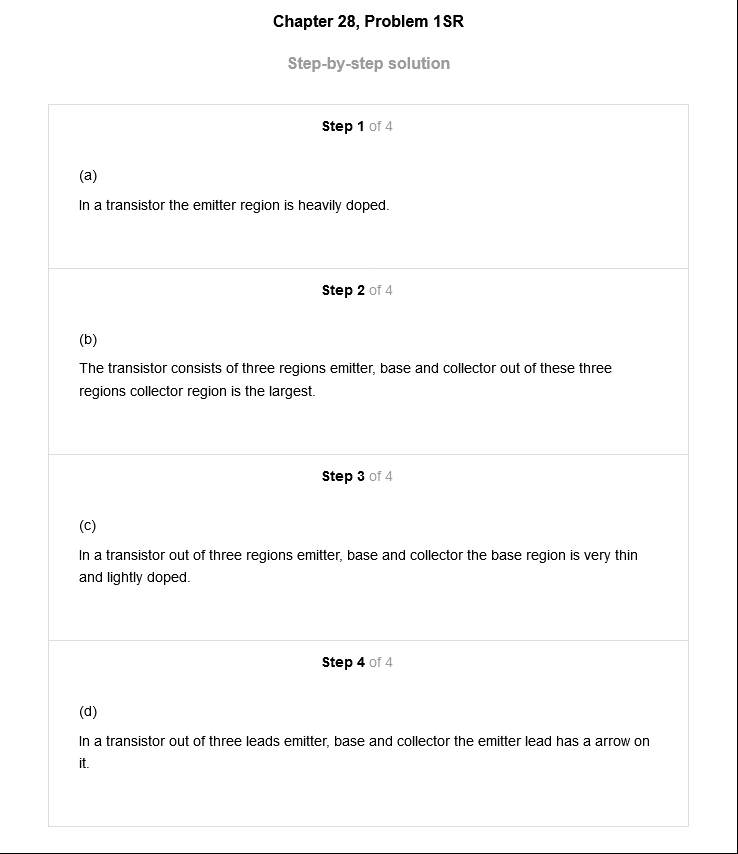 Chapter 28, Problem 1SR
Step-by-step solution
Step 1 of 4
(a)
In a transistor the emitter region is heavily doped.
Step 2 of 4
(b)
The transistor consists of three regions emitter, base and collector out of these three
regions collector region is the largest.
Step 3 of 4
(c)
In a transistor out of three regions emitter, base and collector the base region is very thin
and lightly doped.
Step 4 of 4
(d)
In a transistor out of three leads emitter, base and collector the emitter lead has a arrow on
it.